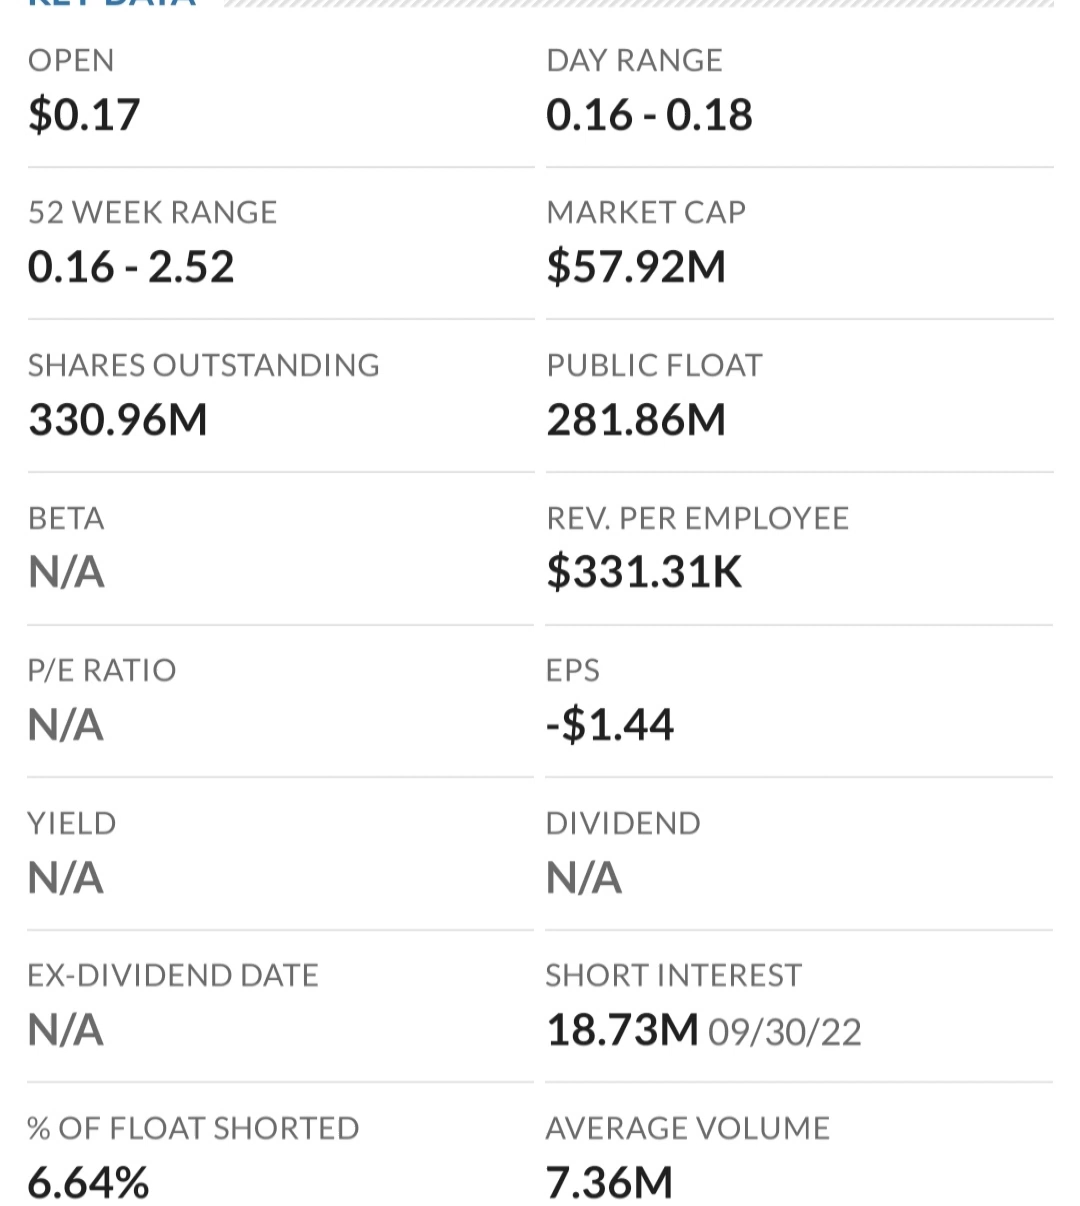 KEY DATA
OPEN
$0.17
DAY RANGE
0.16 - 0.18
52 WEEK RANGE
0.16 - 2.52
MARKET CAP
$57.92M
SHARES OUTSTANDING
330.96M
PUBLIC FLOAT
281.86M
BETA
N/A
REV. PER EMPLOYEE
$331.31K
P/E RATIO
N/A
EPS
-$1.44
YIELD
N/A
DIVIDEND
N/A
EX-DIVIDEND DATE
N/A
SHORT INTEREST
18.73M 09/30/22
% OF FLOAT SHORTED
6.64%
AVERAGE VOLUME
7.36M